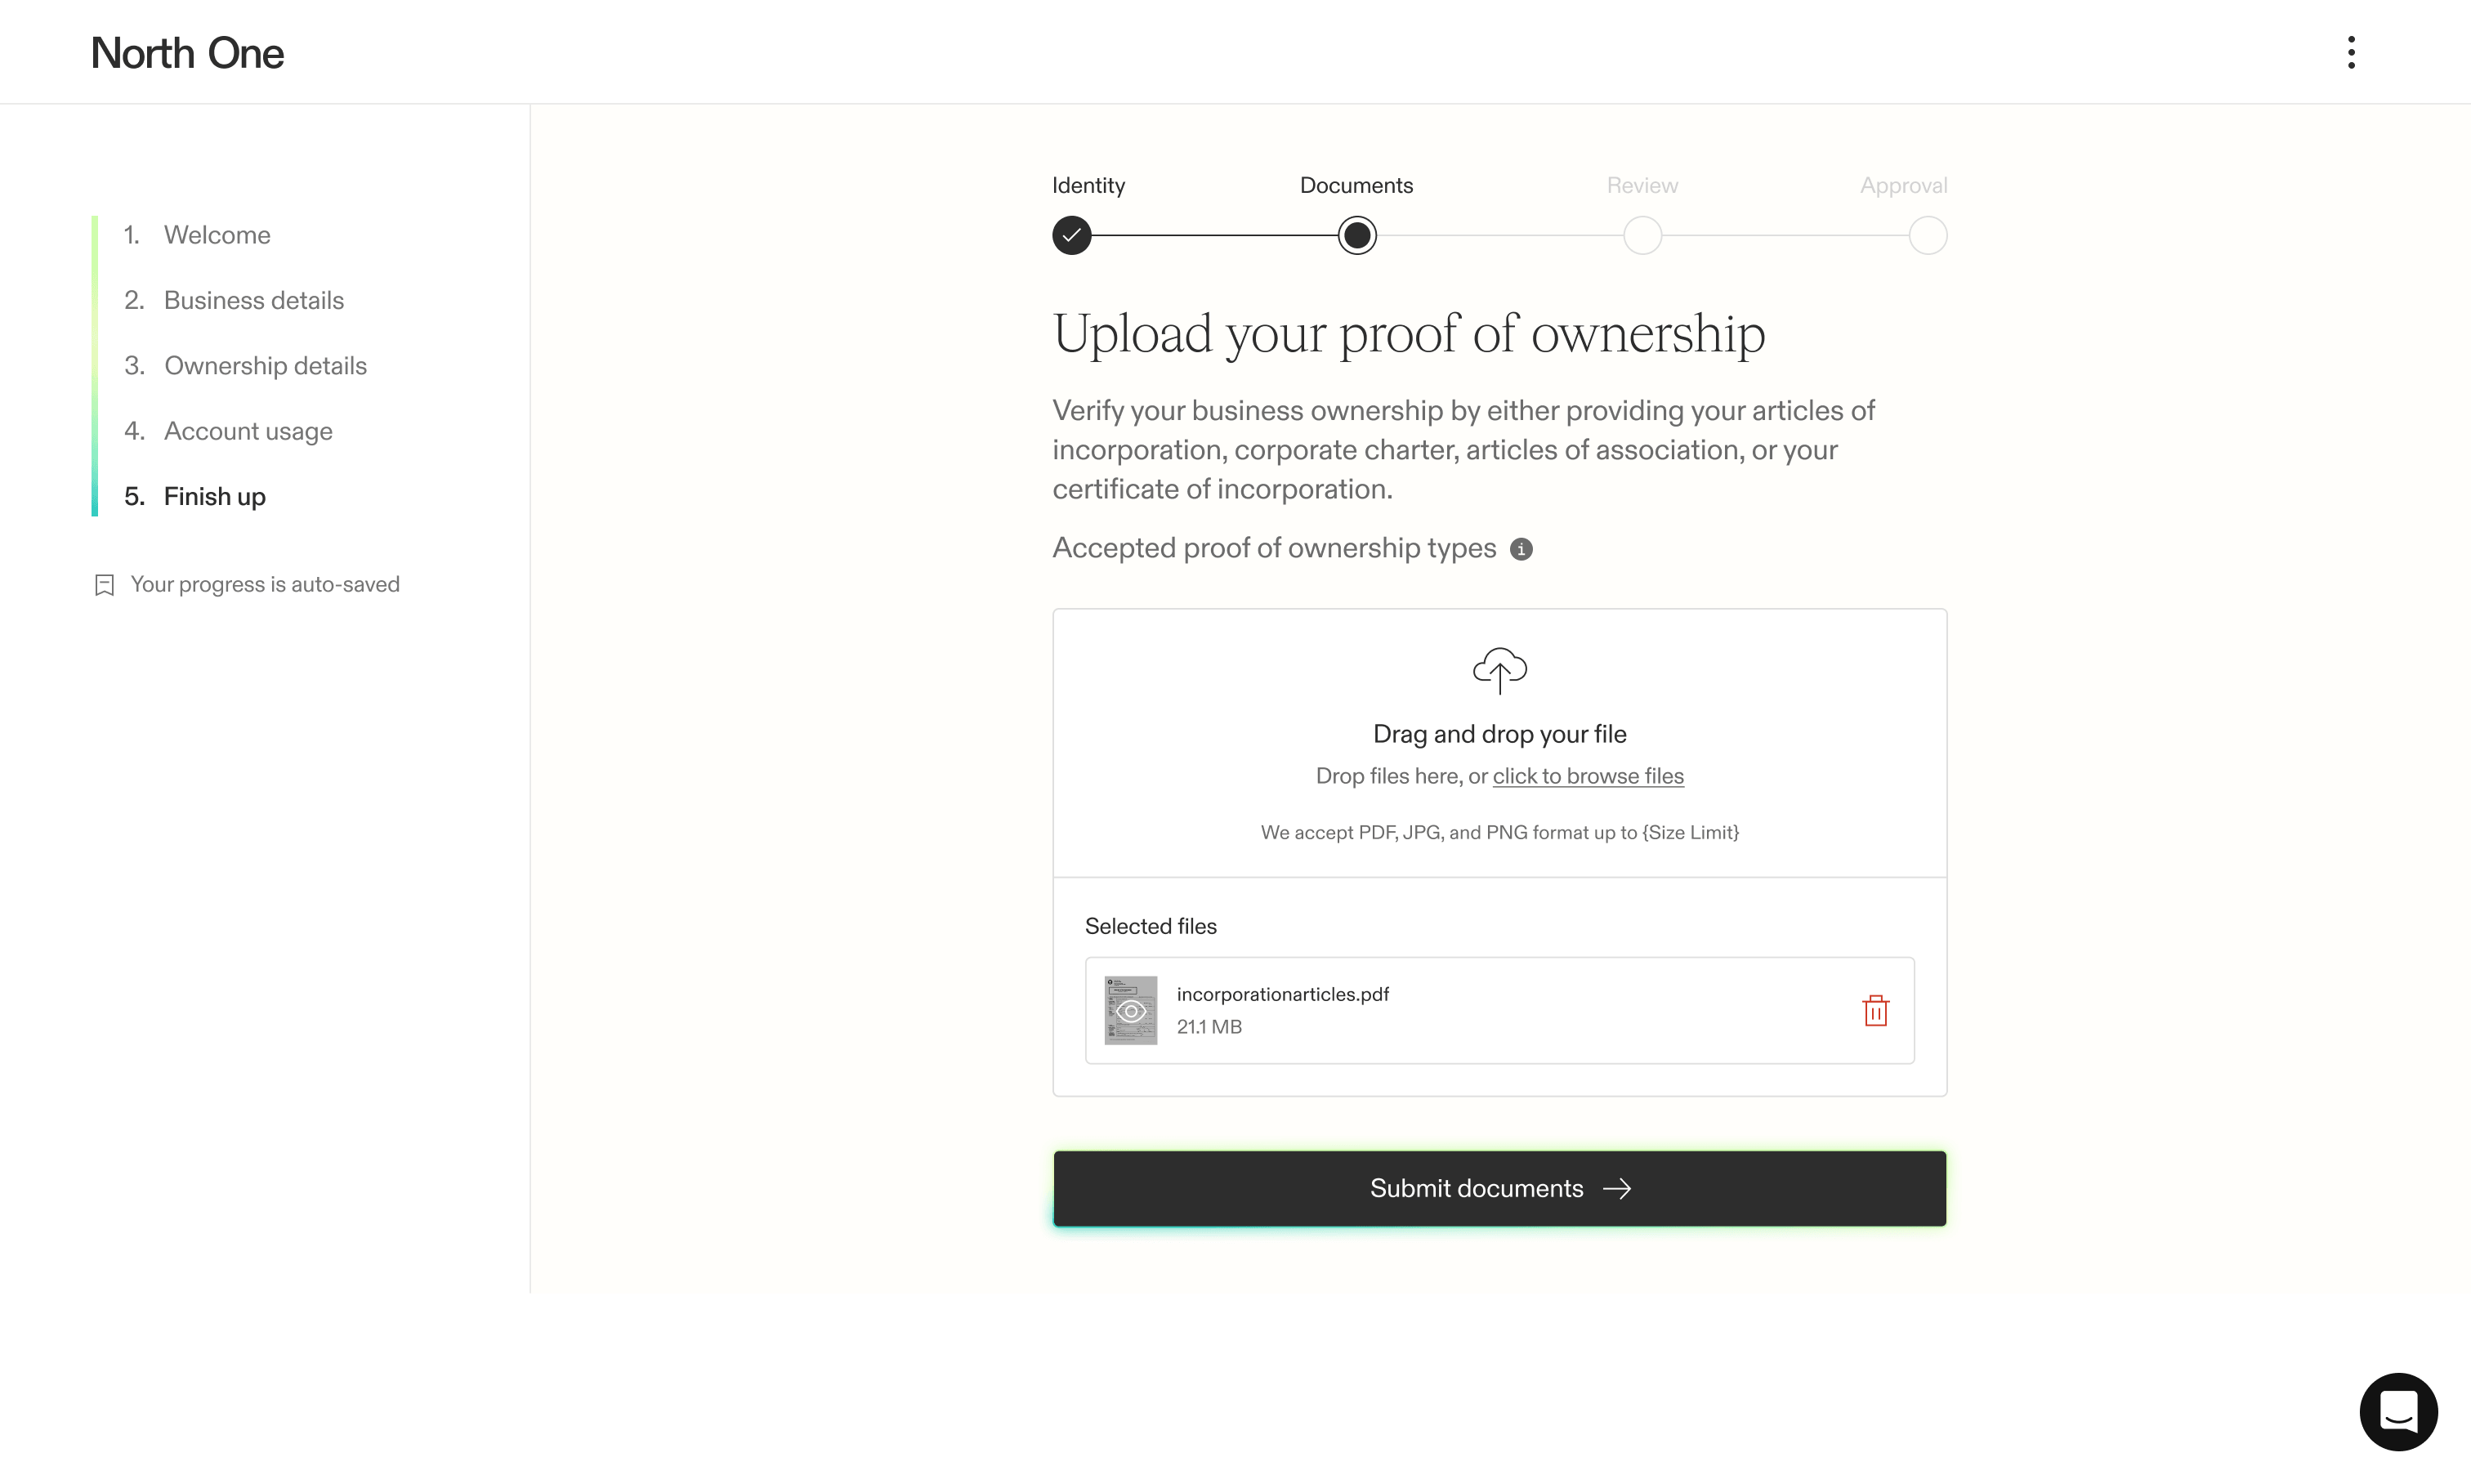 North One
1. Welcome
2. Business details
3. Ownership details
4. Account usage
5. Finish up
Your progress is auto-saved
Identity
Documents
Review
Approval
Upload your proof of ownership
Verify your business ownership by either providing your articles of
incorporation, corporate charter, articles of association, or your
certificate of incorporation.
Accepted proof of ownership types
Drag and drop your file
Drop files here, or click to browse files
We accept PDF, JPG, and PNG format up to {Size Limit}
Selected files
incorporationarticles.pdf
21.1 MB
Submit documents